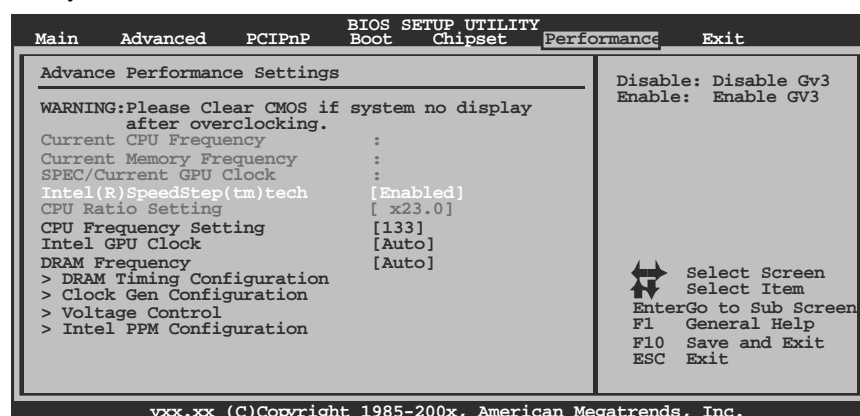 BIOS SETUP UTILITY
Main Advanced PCIPnP Boot Chipset Performance Exit
Advance Performance Settings
WARNING:Please Clear CMOS if system no display
after overclocking.
Current CPU Frequency :
Current Memory Frequency :
SPEC/Current GPU Clock :
Intel(R)SpeedStep(tm)tech [Enabled]
CPU Ratio Setting [ x23.0]
CPU Frequency Setting [133]
Intel GPU Clock [Auto]
DRAM Frequency [Auto]
> DRAM Timing Configuration
> Clock Gen Configuration
> Voltage Control
> Intel PPM Configuration
Disable: Disable Gv3
Enable: Enable GV3
Select Screen
Select Item
EnterGo to Sub Screen
F1 General Help
F10 Save and Exit
ESC Exit
vxx.xx (C)Copyright 1985-200x, American Megatrends, Inc.